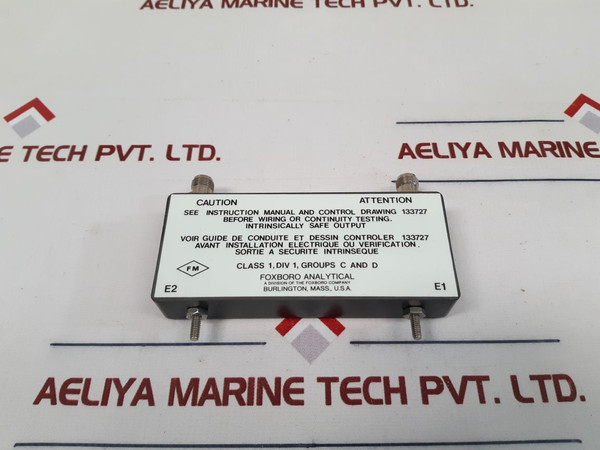 AELIYA MARINE TECH PVT. LTD.
NE TECH PVT. LTD.
AELIYA MARINE
CAUTION ATTENTION
SEE INSTRUCTION MANUAL AND CONTROL DRAWING 133727
BEFORE WIRING OR CONTINUITY TESTING.
INTRINSICALLY SAFE OUTPUT
VOIR GUIDE DE CONDUITE ET DESSIN CONTROLER 133727
AVANT INSTALLATION ELECTRIQUE OU VERIFICATION.
SORTIE A SECURITE INTRINSEQUE
FM
CLASS 1, DIV 1, GROUPS C AND D
FOXBORO ANALYTICAL
A DIVISION OF THE FOXBORO COMPANY
BURLINGTON, MASS., U.S.A.
E2 E1
AELIYA MARINE TECH PVT. LTD.